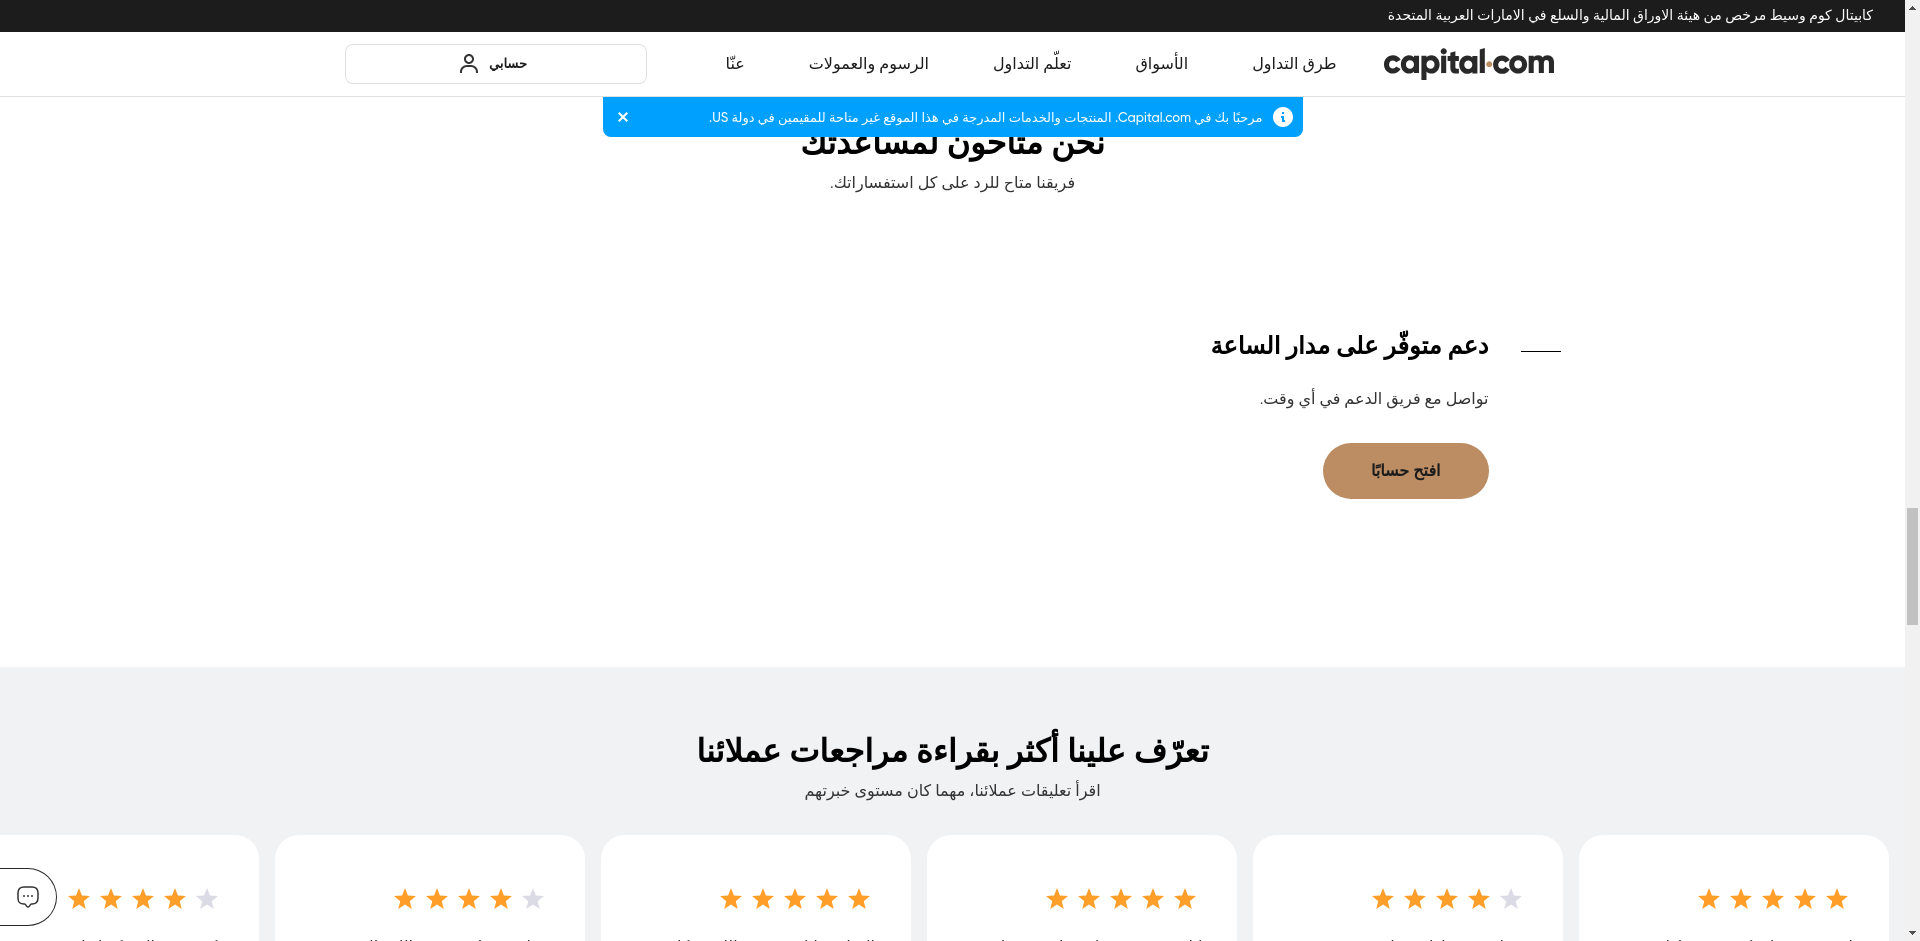 كابيتال كوم وسيط مرخص من هيئة الاوراق المالية والسلع في الامارات العربية المتحدة
capital.com
طرق التداول
الأسواق
تعلّم التداول
الرسوم والعمولات
عنّا
حسابي
مرحبًا بك في Capital.com. المنتجات والخدمات المدرجة في هذا الموقع غير متاحة للمقيمين في دولة US.
نحن متاحون لمساعدتك
فريقنا متاح للرد على كل استفساراتك.
دعم متوفّر على مدار الساعة
تواصل مع فريق الدعم في أي وقت.
افتح حسابًا
تعرّف علينا أكثر بقراءة مراجعات عملائنا
اقرأ تعليقات عملائنا، مهما كان مستوى خبرتهم